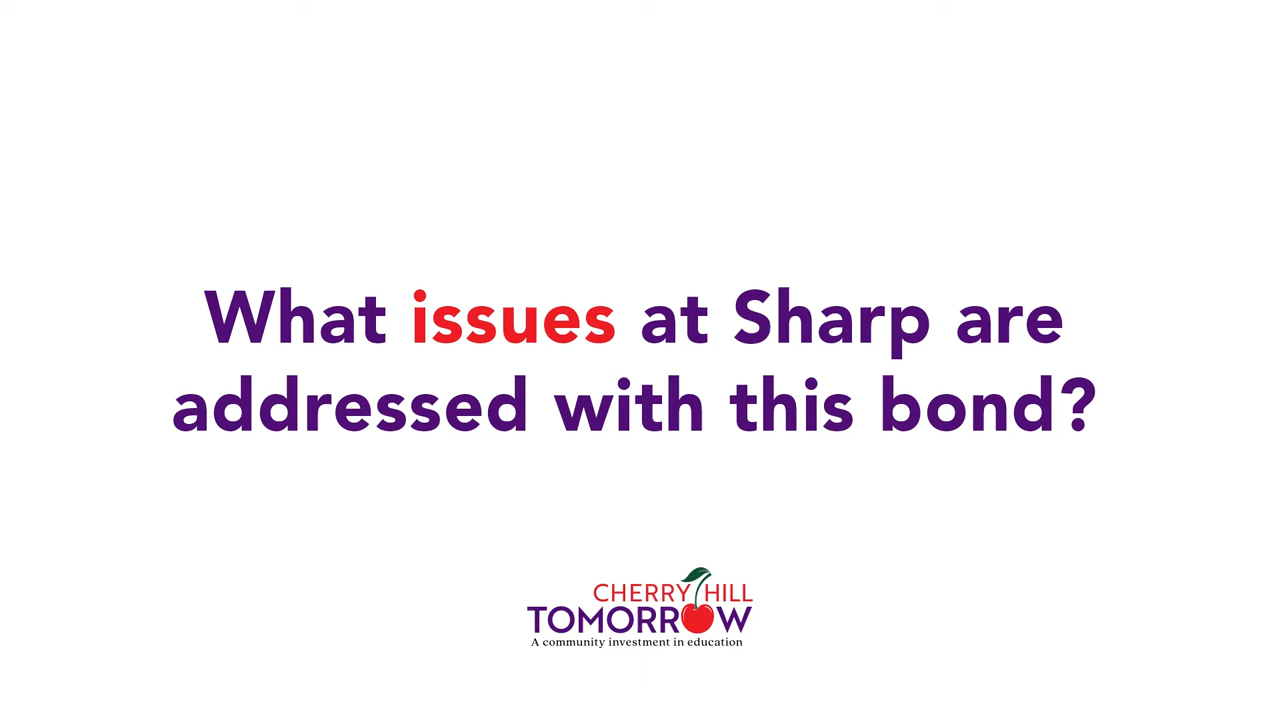 What issues at Sharp are
addressed with this bond?
CHERRY HILL
TOMORROW
A community investment in education